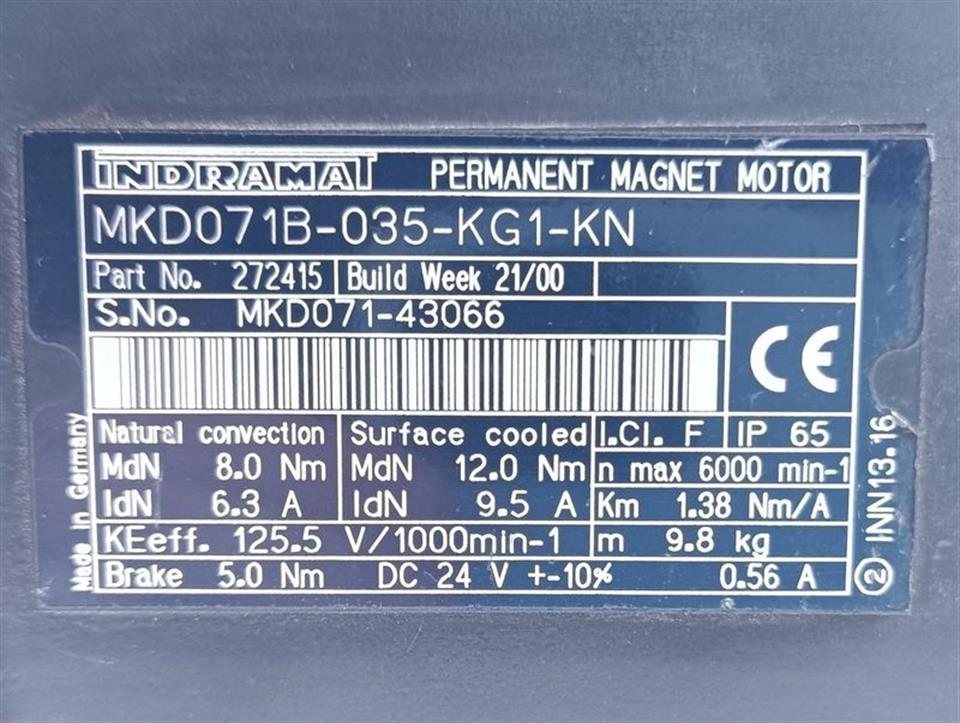 INDRAMAT PERMANENT MAGNET MOTOR
MKD071B-035-KG1-KN
Part No. 272415 Build Week 21/00
S.No. MKD071-43066
CE
Natural convection Surface cooled I.Cl. F IP 65
MdN 8.0 Nm MdN 12.0 Nm n max 6000 min-1
IdN 6.3 A IdN 9.5 A Km 1.38 Nm/A
KEeff. 125.5 V/1000min-1 m 9.8 kg
Brake 5.0 Nm DC 24 V +-10% 0.56 A
Made in Germany
2 INN13.16